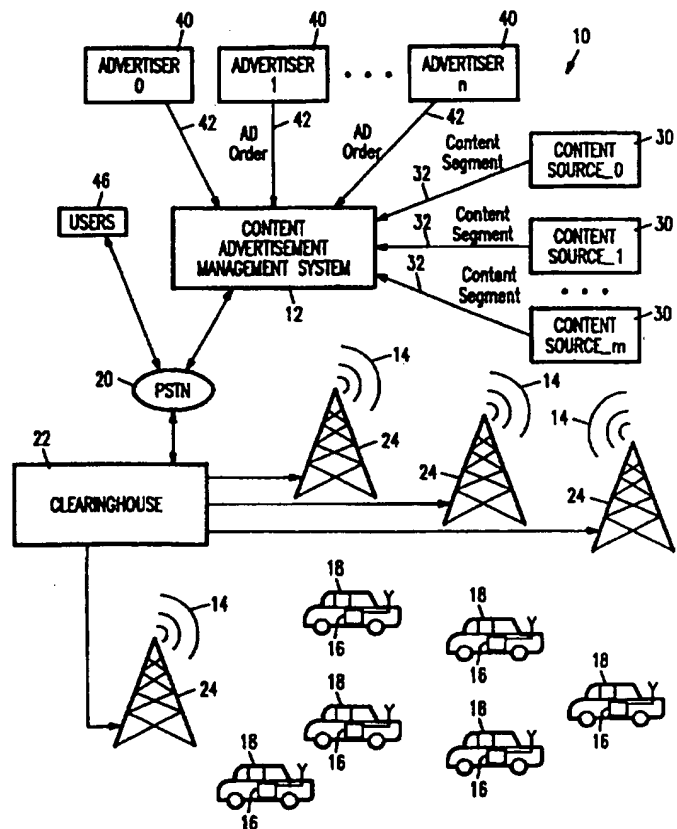 40 40 40 10
ADVERTISER 0
ADVERTISER 1
• • •
ADVERTISER n
42 42 42
AD Order
AD Order
Content Segment
32
30
CONTENT SOURCE_0
46
USERS
CONTENT ADVERTISEMENT MANAGEMENT SYSTEM
12
Content Segment
32
30
CONTENT SOURCE_1
Content Segment
32
• • •
30
CONTENT SOURCE_m
20
PSTN
14 14 14
24 24 24
22
CLEARINGHOUSE
14
24
18 16
18 16
18 16
18 16
18 16
18 16